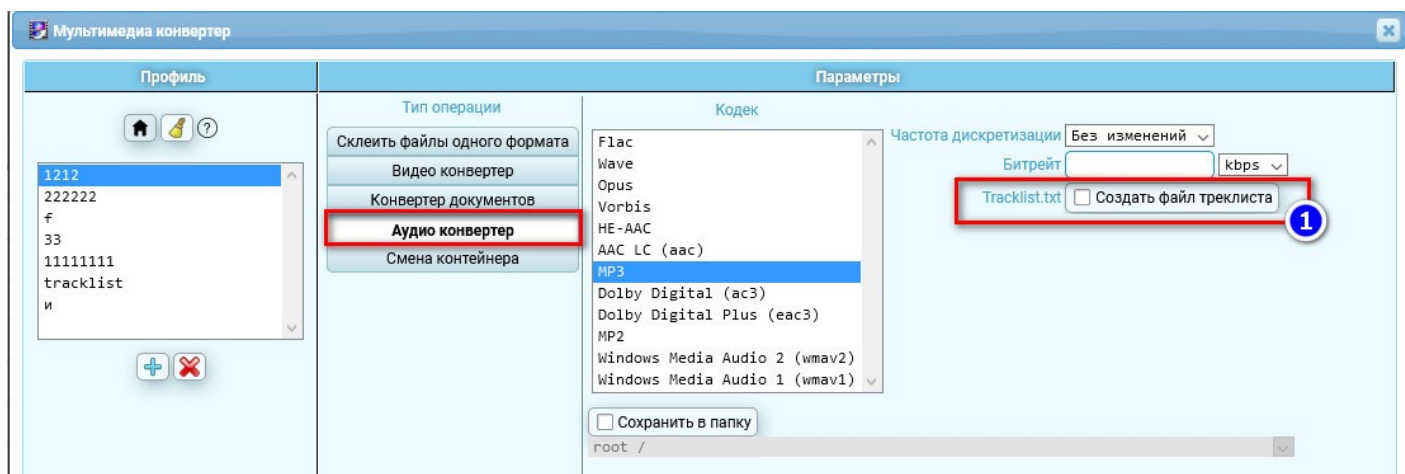 Мультимедиа конвертер
Профиль
Параметры
?
1212
222222
f
33
11111111
tracklist
и
Тип операции
Склеить файлы одного формата
Видео конвертер
Конвертер документов
Аудио конвертер
Смена контейнера
Кодек
Flac
Wave
Opus
Vorbis
HE-AAC
AAC LC (aac)
MP3
Dolby Digital (ac3)
Dolby Digital Plus (eac3)
MP2
Windows Media Audio 2 (wmav2)
Windows Media Audio 1 (wmav1)
Сохранить в папку
root /
Частота дискретизации Без изменений
Битрейт kbps
Tracklist.txt Создать файл треклиста
1